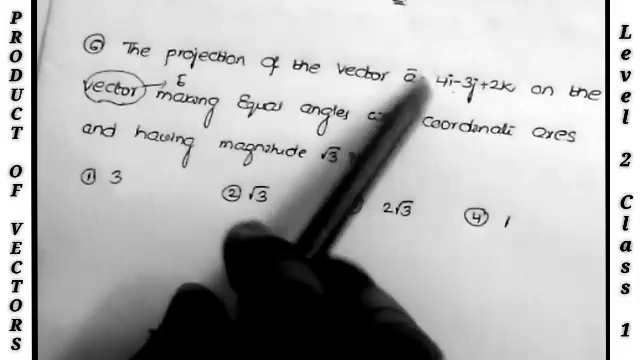 PRODUCT OF VECTORS
⑥ The projection of the vector a̅ 4i-3j+2k on the
vector b̅ making Equal angles coordinati axes
and having magnitude √3
① 3 ② √3 2√3 ④ 1
Level 2 Class 1